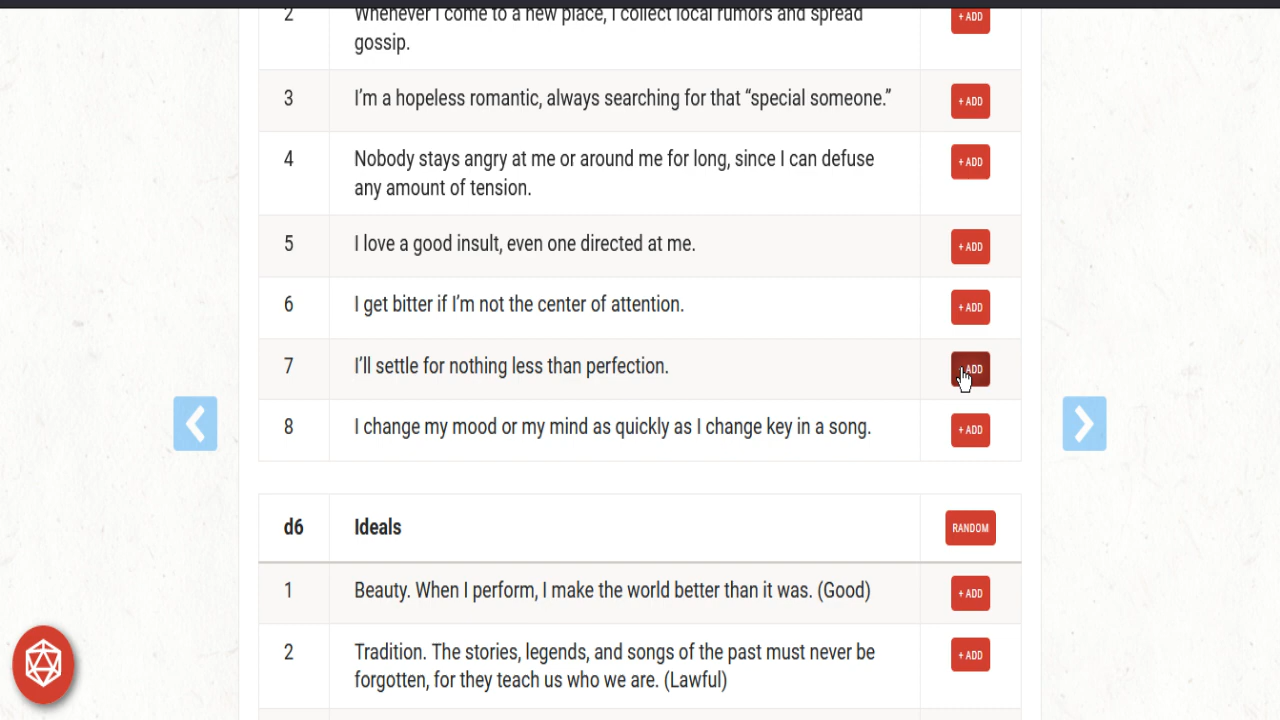 2
Whenever I come to a new place, I collect local rumors and spread
gossip.
+ ADD
3
I'm a hopeless romantic, always searching for that “special someone.”
+ ADD
4
Nobody stays angry at me or around me for long, since I can defuse
any amount of tension.
+ ADD
5
I love a good insult, even one directed at me.
+ ADD
6
I get bitter if I'm not the center of attention.
+ ADD
7
I'll settle for nothing less than perfection.
ADD
8
I change my mood or my mind as quickly as I change key in a song.
+ ADD
d6
Ideals
RANDOM
1
Beauty. When I perform, I make the world better than it was. (Good)
+ ADD
2
Tradition. The stories, legends, and songs of the past must never be
forgotten, for they teach us who we are. (Lawful)
+ ADD